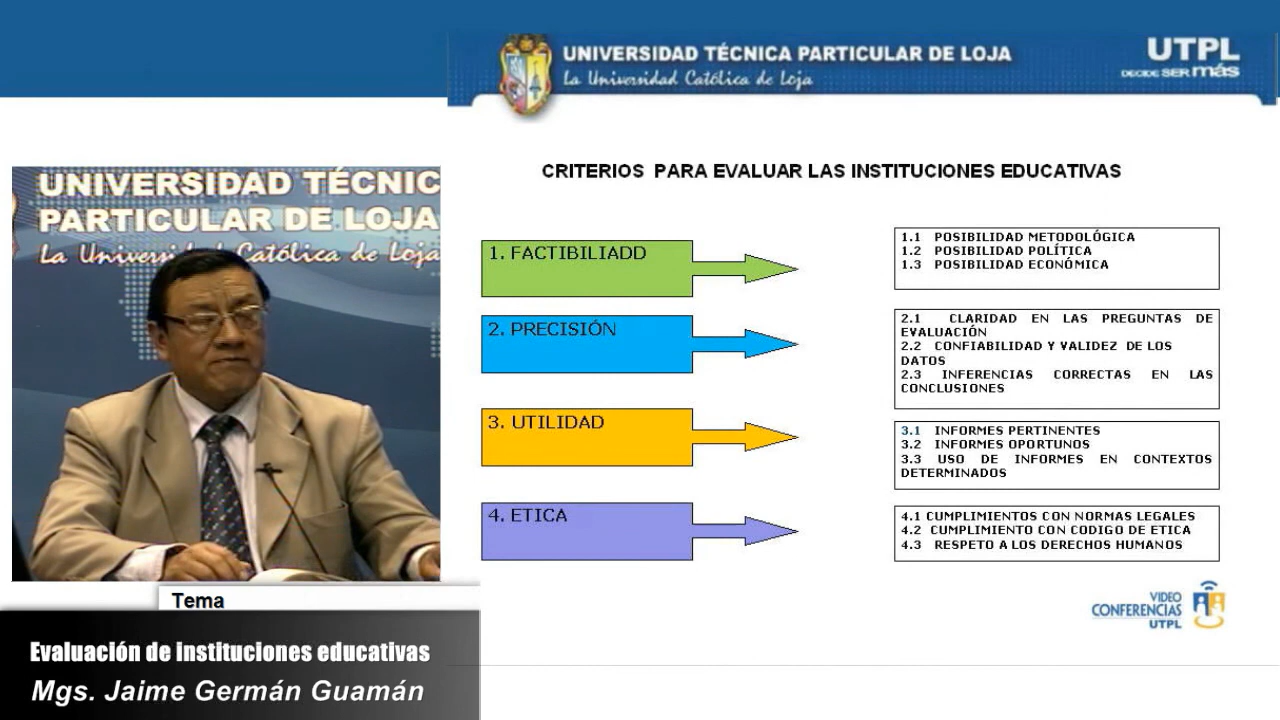 UNIVERSIDAD TÉCNICA PARTICULAR DE LOJA
La Universidad Católica de Loja
UTPL
DECIDE SER más
UNIVERSIDAD TÉCNIC
PARTICULAR DE LOJA
La Universidad Católica de Loja
CRITERIOS PARA EVALUAR LAS INSTITUCIONES EDUCATIVAS
1. FACTIBILIADD
1.1 POSIBILIDAD METODOLÓGICA
1.2 POSIBILIDAD POLÍTICA
1.3 POSIBILIDAD ECONÓMICA
2. PRECISIÓN
2.1 CLARIDAD EN LAS PREGUNTAS DE
EVALUACIÓN
2.2 CONFIABILIDAD Y VALIDEZ DE LOS
DATOS
2.3 INFERENCIAS CORRECTAS EN LAS
CONCLUSIONES
3. UTILIDAD
3.1 INFORMES PERTINENTES
3.2 INFORMES OPORTUNOS
3.3 USO DE INFORMES EN CONTEXTOS
DETERMINADOS
4. ETICA
4.1 CUMPLIMIENTOS CON NORMAS LEGALES
4.2 CUMPLIMIENTO CON CODIGO DE ETICA
4.3 RESPETO A LOS DERECHOS HUMANOS
VIDEO
CONFERENCIAS
UTPL
Tema
Evaluación de instituciones educativas
Mgs. Jaime Germán Guamán